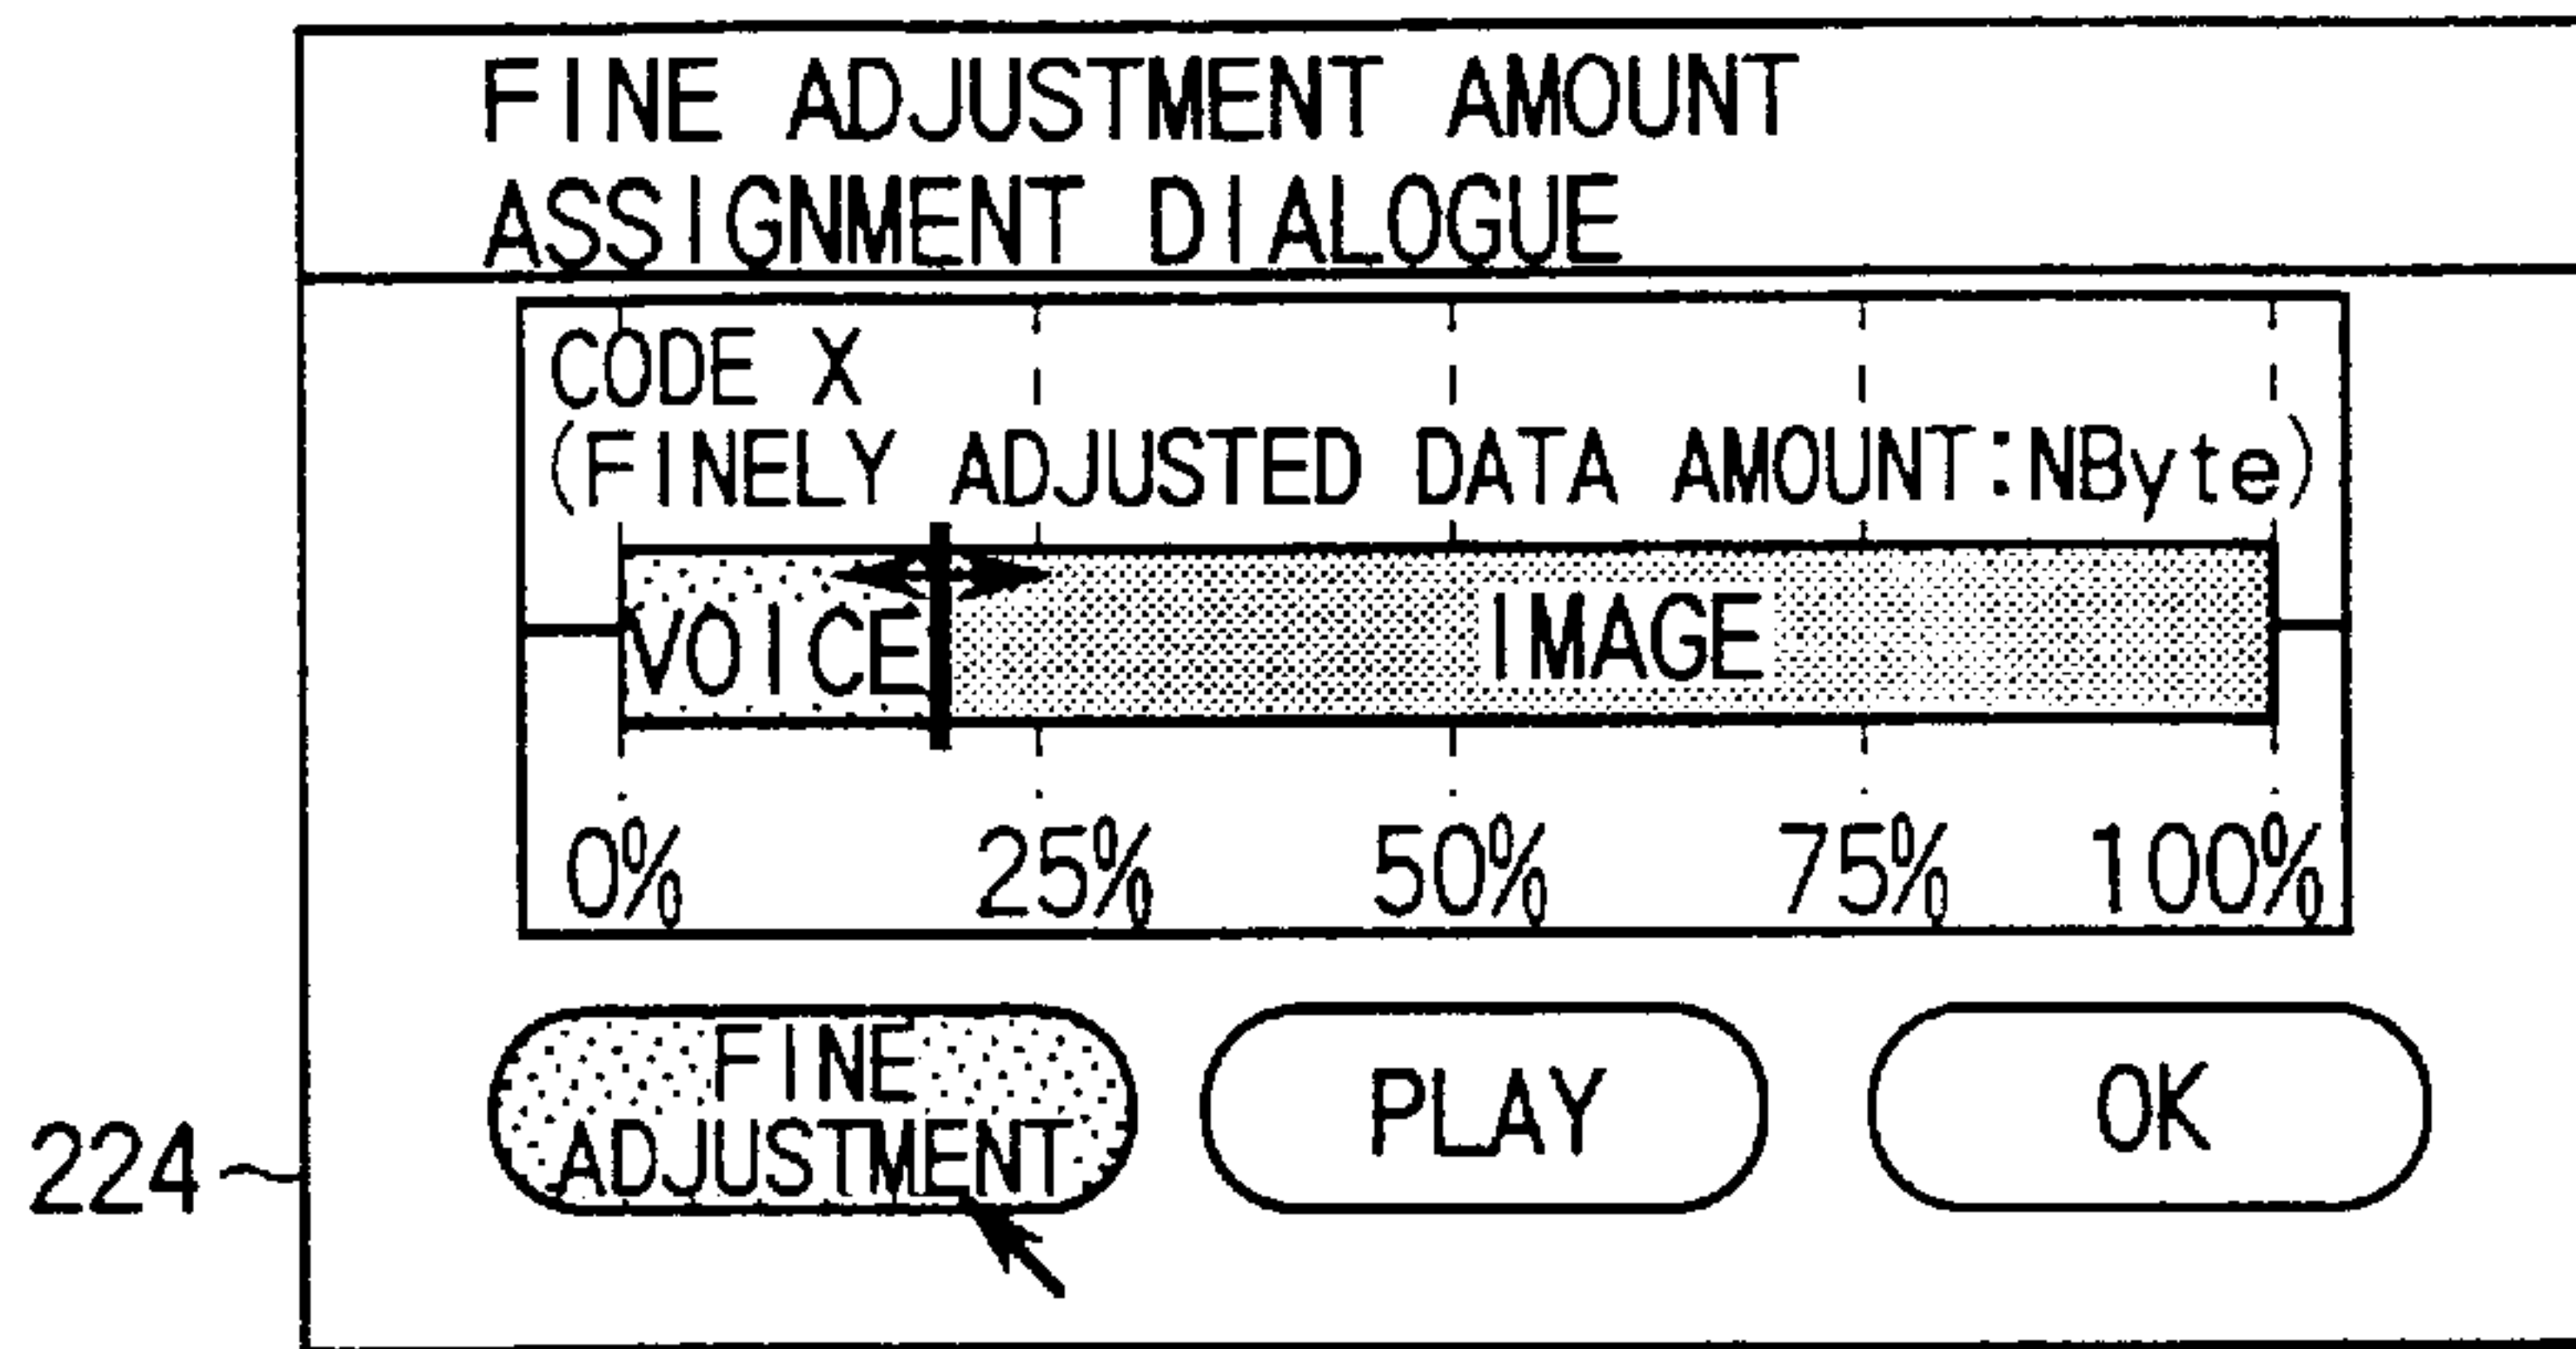 FINE ADJUSTMENT AMOUNT
ASSIGNMENT DIALOGUE
CODE X
(FINELY ADJUSTED DATA AMOUNT:NByte)
VOICE IMAGE
0% 25% 50% 75% 100%
FINE
ADJUSTMENT
PLAY
OK
224